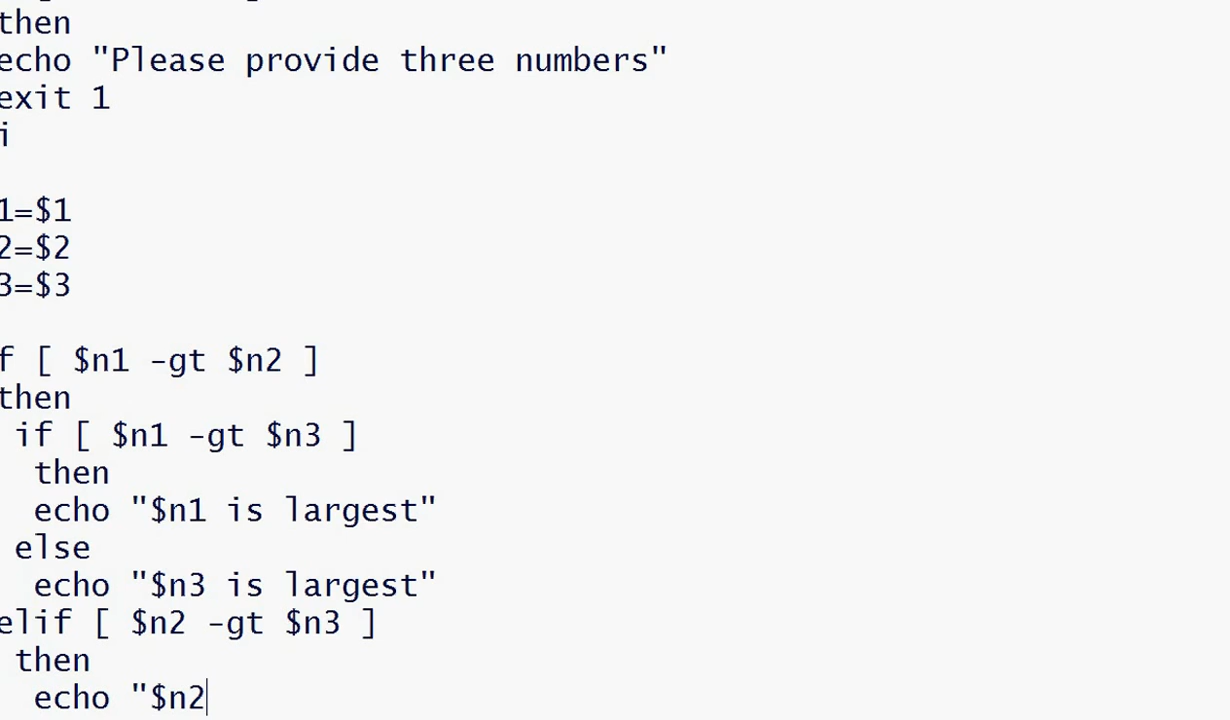 then
echo "Please provide three numbers"
exit 1
i

1=$1
2=$2
3=$3

f [ $n1 -gt $n2 ]
then
if [ $n1 -gt $n3 ]
then
echo "$n1 is largest"
else
echo "$n3 is largest"
elif [ $n2 -gt $n3 ]
then
echo "$n2